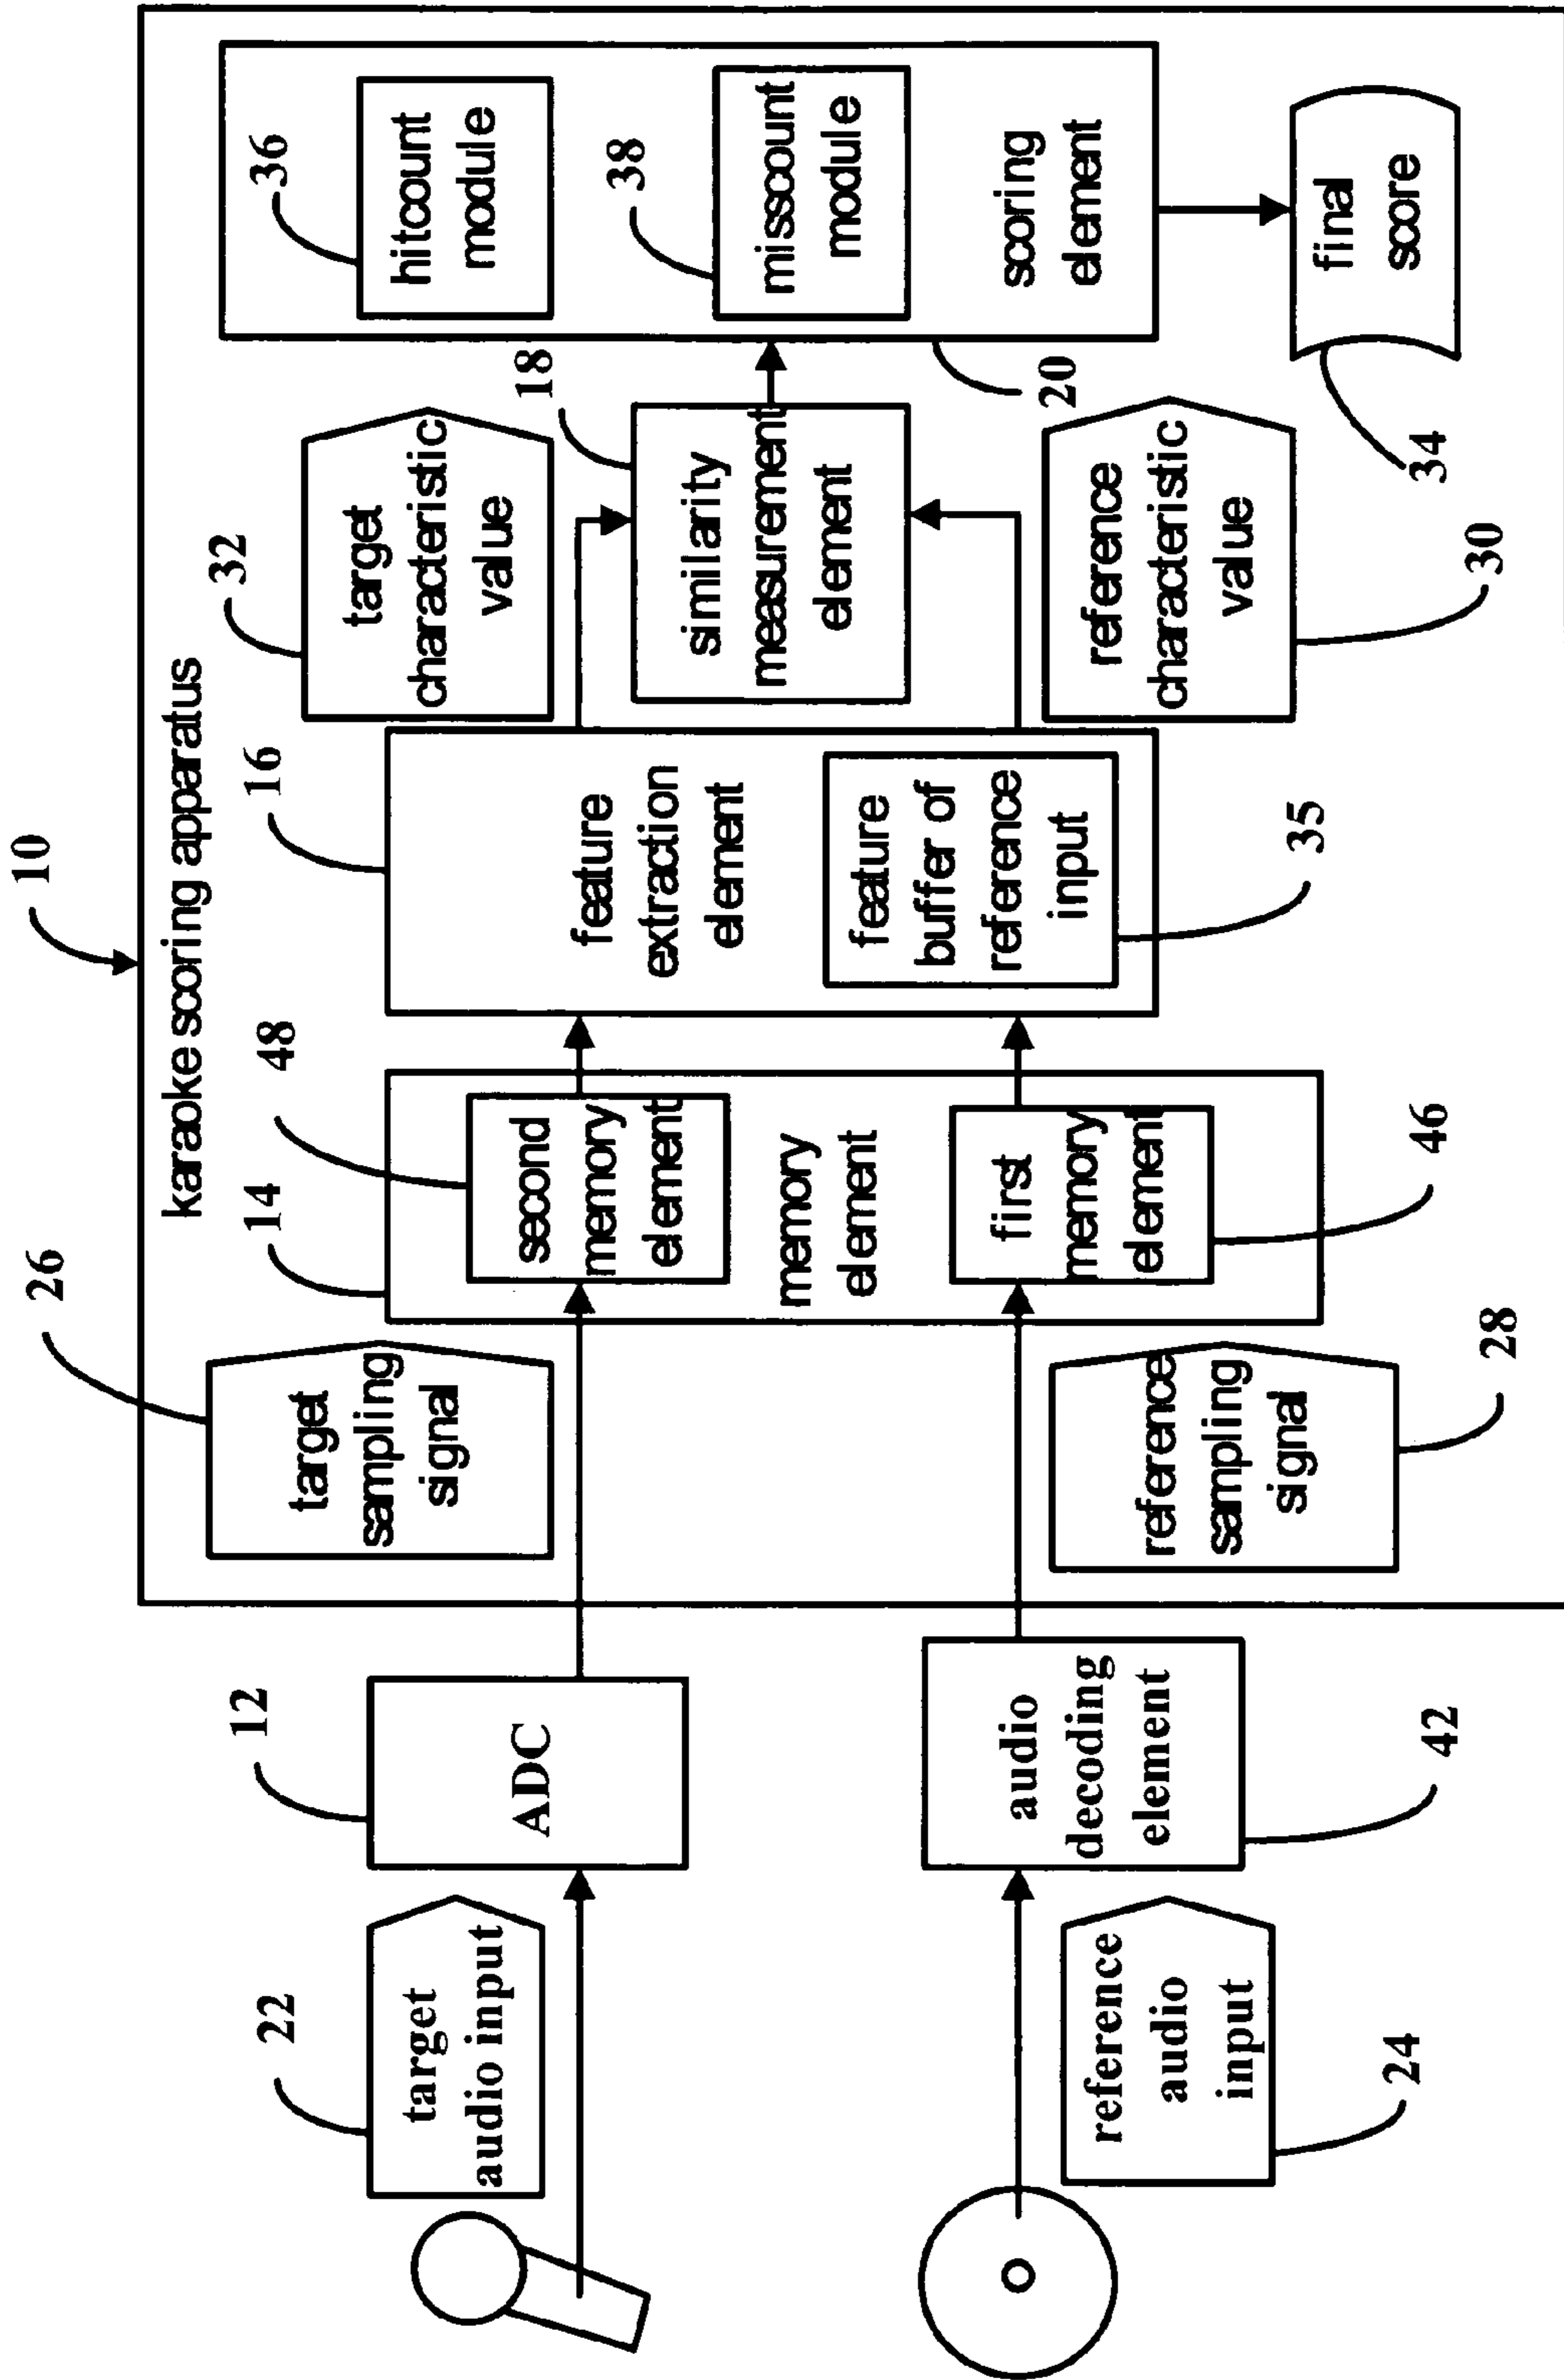 10
karaoke scoring apparatus
22
target
audio input
12
ADC
26
target
sampling
signal
14
48
second
memory
element
memory
element
first
memory
element
46
16
feature
extraction
element
feature
buffer of
reference
input
35
32
target
characteristic
value
18
similarity
measurement
element
36
hitcount
module
38
misscount
module
scoring
element
20
reference
audio
input
24
audio
decoding
element
42
reference
sampling
signal
28
reference
characteristic
value
30
final
score
34